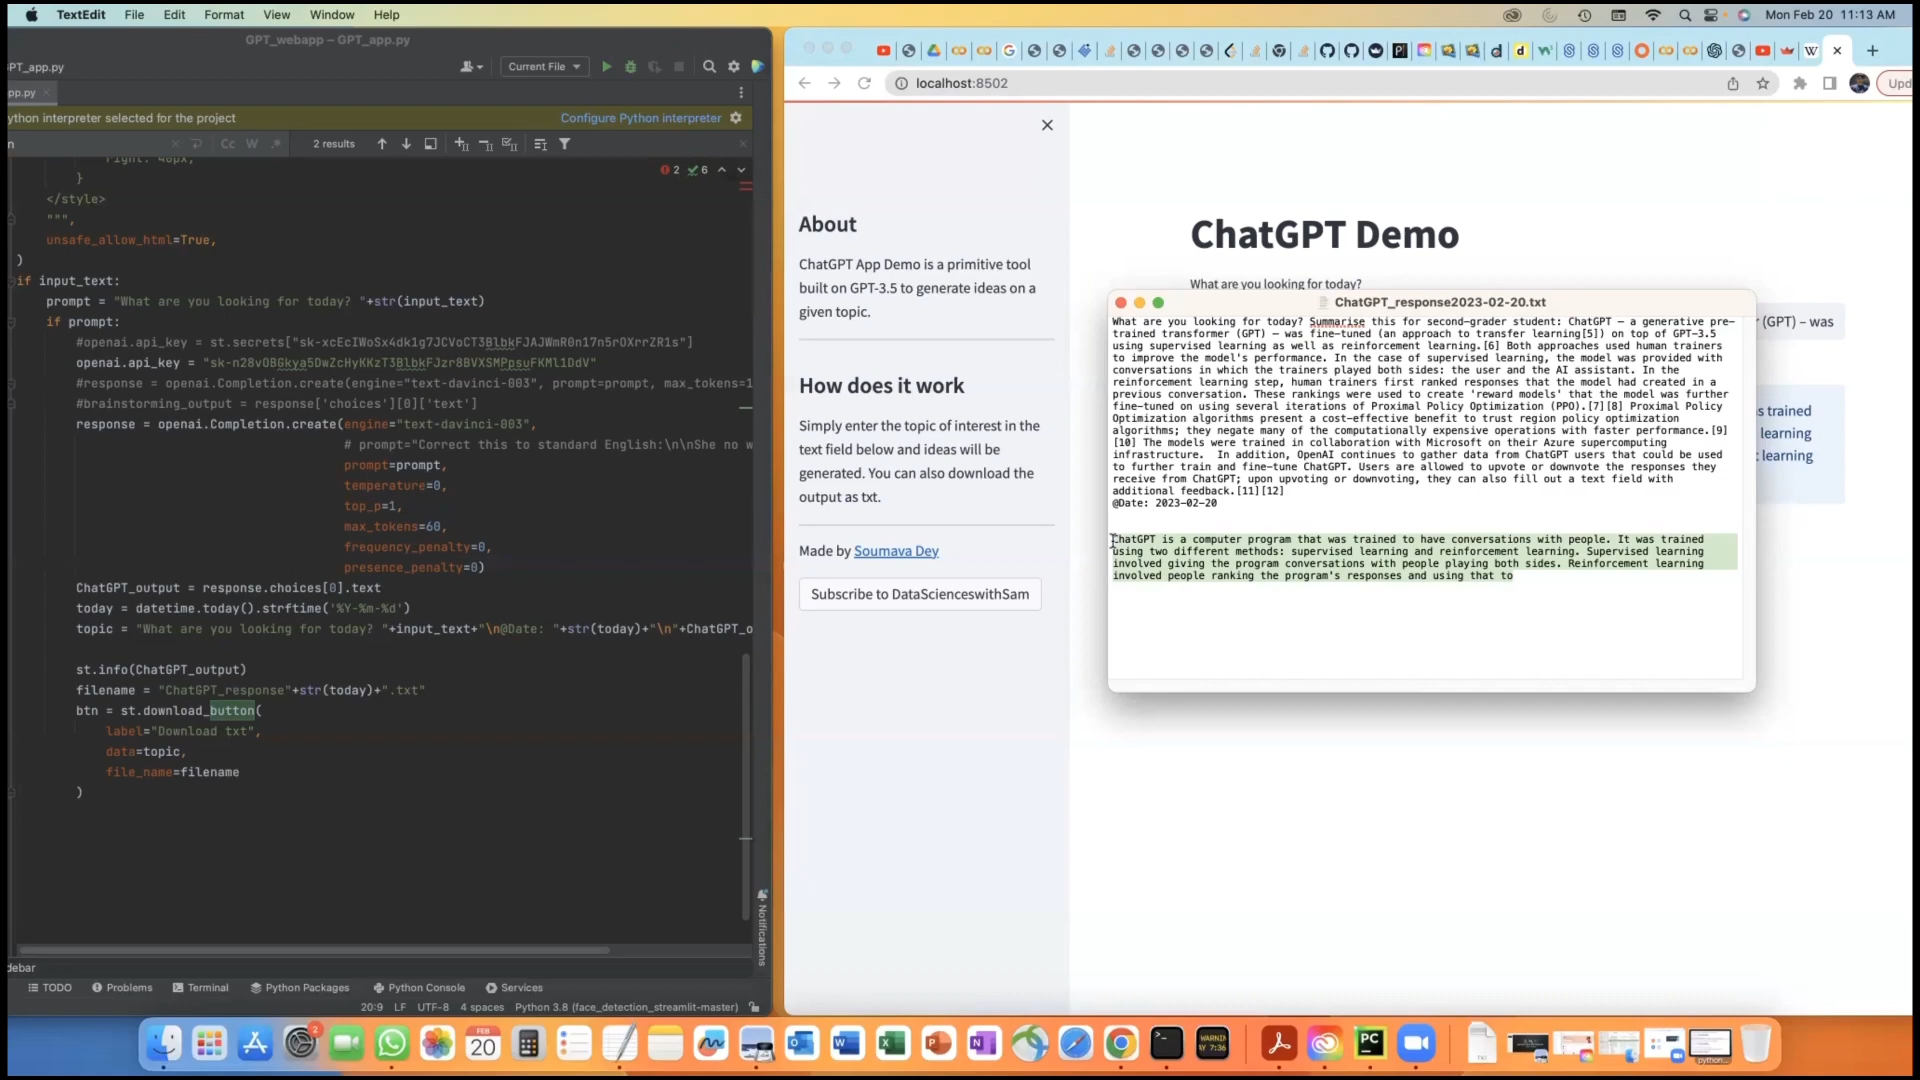 TextEdit File Edit Format View Window Help
Mon Feb 20 11:13 AM
GPT_webapp – GPT_app.py
PT_app.py
Current File
pp.py
ython interpreter selected for the project
Configure Python interpreter
n
Cc W
2 results
2 6
right: 40px;
}
</style>
""",
unsafe_allow_html=True,
)
if input_text:
prompt = "What are you looking for today? "+str(input_text)
if prompt:
#response = openai.Completion.create(engine="text-davinci-003", prompt=prompt, max_tokens=1
#brainstorming_output = response['choices'][0]['text']
response = openai.Completion.create(engine="text-davinci-003",
# prompt="Correct this to standard English:\n\nShe no w
prompt=prompt,
temperature=0,
top_p=1,
max_tokens=60,
frequency_penalty=0,
presence_penalty=0)
ChatGPT_output = response.choices[0].text
today = datetime.today().strftime('%Y-%m-%d')
topic = "What are you looking for today? "+input_text+"\n@Date: "+str(today)+"\n"+ChatGPT_o
st.info(ChatGPT_output)
filename = "ChatGPT_response"+str(today)+".txt"
btn = st.download_button(
label="Download txt",
data=topic,
file_name=filename
)
Notifications
debar
TODO Problems Terminal Python Packages Python Console Services
20:9 LF UTF-8 4 spaces Python 3.8 (face_detection_streamlit-master)
localhost:8502
Upd
About
ChatGPT App Demo is a primitive tool
built on GPT-3.5 to generate ideas on a
given topic.
How does it work
Simply enter the topic of interest in the
text field below and ideas will be
generated. You can also download the
output as txt.
Made by Soumava Dey
Subscribe to DataScienceswithSam
ChatGPT Demo
What are you looking for today?
r (GPT) – was
s trained
learning
t learning
ChatGPT_response2023-02-20.txt
What are you looking for today? Summarise this for second-grader student: ChatGPT – a generative pre-
trained transformer (GPT) – was fine-tuned (an approach to transfer learning[5]) on top of GPT-3.5
using supervised learning as well as reinforcement learning.[6] Both approaches used human trainers
to improve the model's performance. In the case of supervised learning, the model was provided with
conversations in which the trainers played both sides: the user and the AI assistant. In the
reinforcement learning step, human trainers first ranked responses that the model had created in a
previous conversation. These rankings were used to create 'reward models' that the model was further
fine-tuned on using several iterations of Proximal Policy Optimization (PPO).[7][8] Proximal Policy
Optimization algorithms present a cost-effective benefit to trust region policy optimization
algorithms; they negate many of the computationally expensive operations with faster performance.[9]
[10] The models were trained in collaboration with Microsoft on their Azure supercomputing
infrastructure. In addition, OpenAI continues to gather data from ChatGPT users that could be used
to further train and fine-tune ChatGPT. Users are allowed to upvote or downvote the responses they
receive from ChatGPT; upon upvoting or downvoting, they can also fill out a text field with
additional feedback.[11][12]
@Date: 2023-02-20
ChatGPT is a computer program that was trained to have conversations with people. It was trained
using two different methods: supervised learning and reinforcement learning. Supervised learning
involved giving the program conversations with people playing both sides. Reinforcement learning
involved people ranking the program's responses and using that to
FEB
20